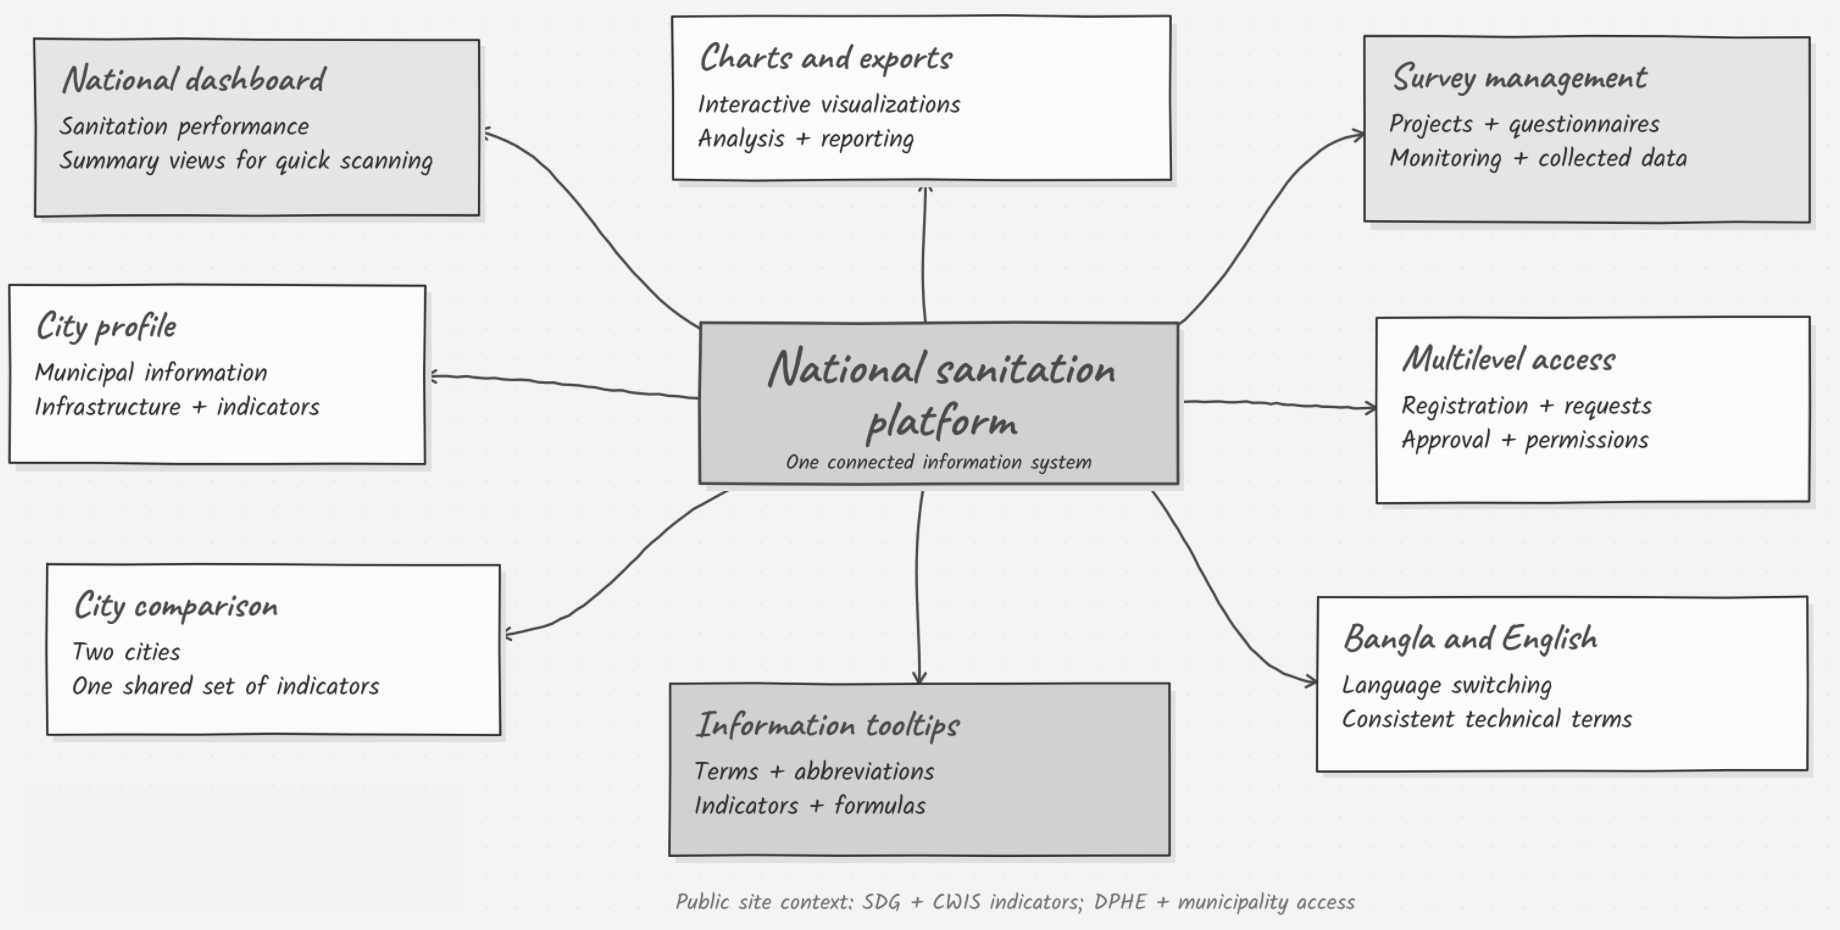 National dashboard
Sanitation performance
Summary views for quick scanning
Charts and exports
Interactive visualizations
Analysis + reporting
Survey management
Projects + questionnaires
Monitoring + collected data
City profile
Municipal information
Infrastructure + indicators
National sanitation
platform
One connected information system
Multilevel access
Registration + requests
Approval + permissions
City comparison
Two cities
One shared set of indicators
Information tooltips
Terms + abbreviations
Indicators + formulas
Bangla and English
Language switching
Consistent technical terms
Public site context: SDG + CWIS indicators; DPHE + municipality access